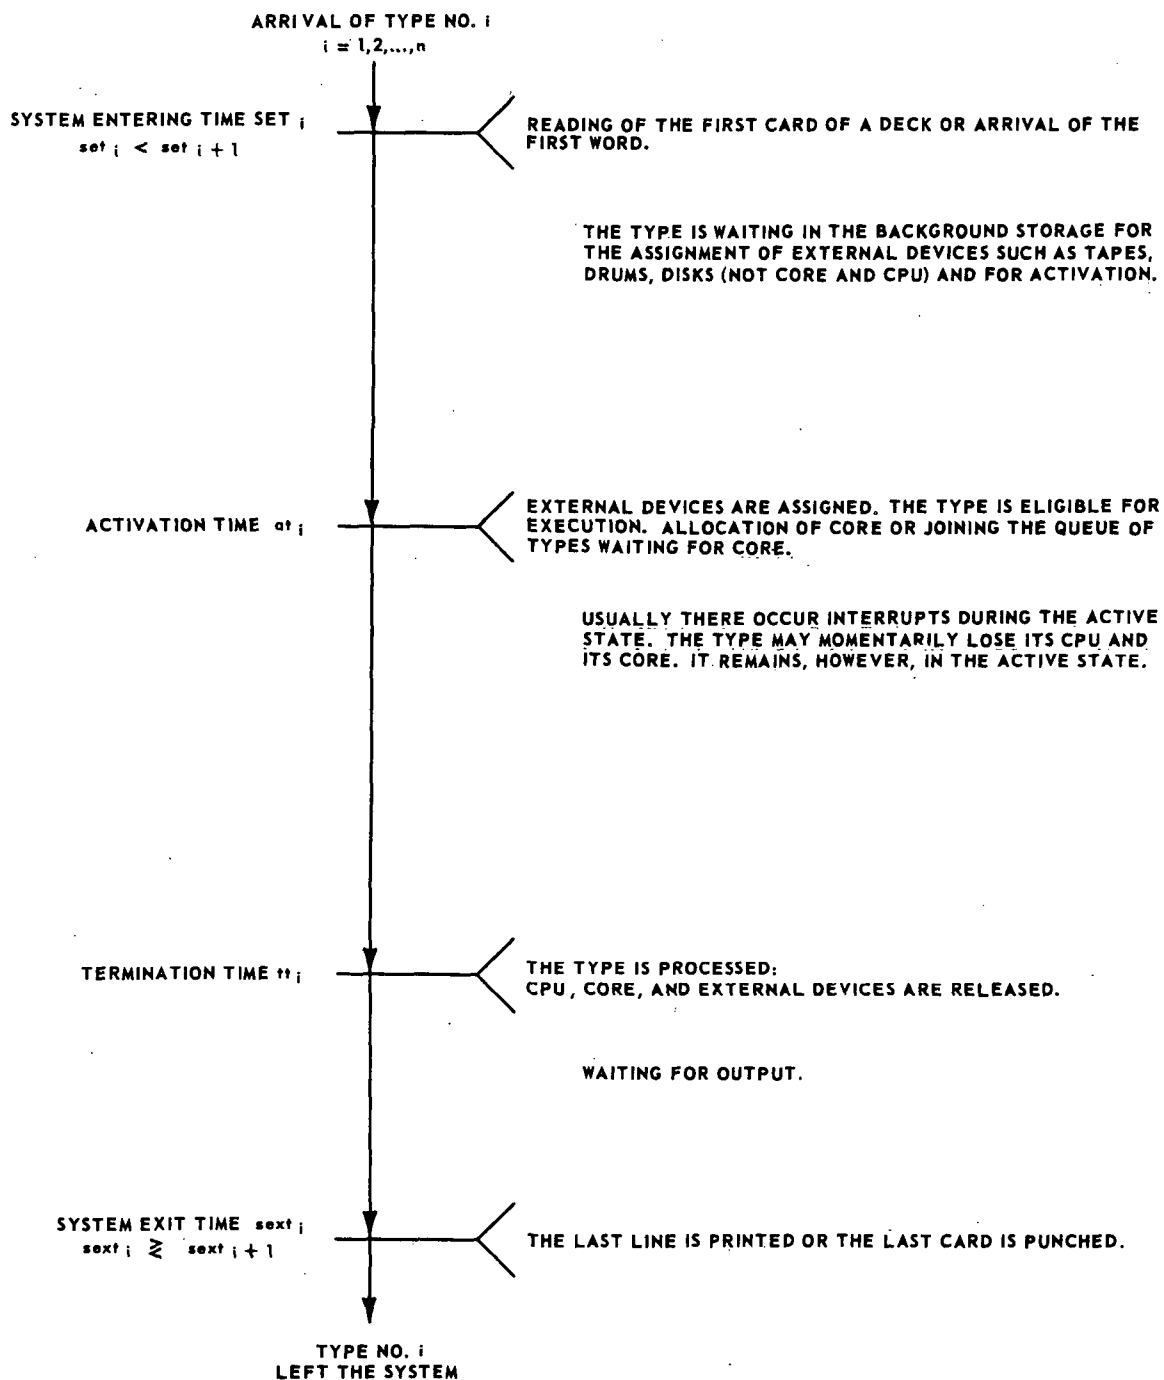 ARRIVAL OF TYPE NO. i
i = 1,2,...,n
SYSTEM ENTERING TIME SET i
set i < set i + 1
READING OF THE FIRST CARD OF A DECK OR ARRIVAL OF THE
FIRST WORD.
THE TYPE IS WAITING IN THE BACKGROUND STORAGE FOR
THE ASSIGNMENT OF EXTERNAL DEVICES SUCH AS TAPES,
DRUMS, DISKS (NOT CORE AND CPU) AND FOR ACTIVATION.
ACTIVATION TIME at i
EXTERNAL DEVICES ARE ASSIGNED. THE TYPE IS ELIGIBLE FOR
EXECUTION. ALLOCATION OF CORE OR JOINING THE QUEUE OF
TYPES WAITING FOR CORE.
USUALLY THERE OCCUR INTERRUPTS DURING THE ACTIVE
STATE. THE TYPE MAY MOMENTARILY LOSE ITS CPU AND
ITS CORE. IT REMAINS, HOWEVER, IN THE ACTIVE STATE.
TERMINATION TIME tt i
THE TYPE IS PROCESSED:
CPU, CORE, AND EXTERNAL DEVICES ARE RELEASED.
WAITING FOR OUTPUT.
SYSTEM EXIT TIME sext i
sext i ≷ sext i + 1
THE LAST LINE IS PRINTED OR THE LAST CARD IS PUNCHED.
TYPE NO. i
LEFT THE SYSTEM